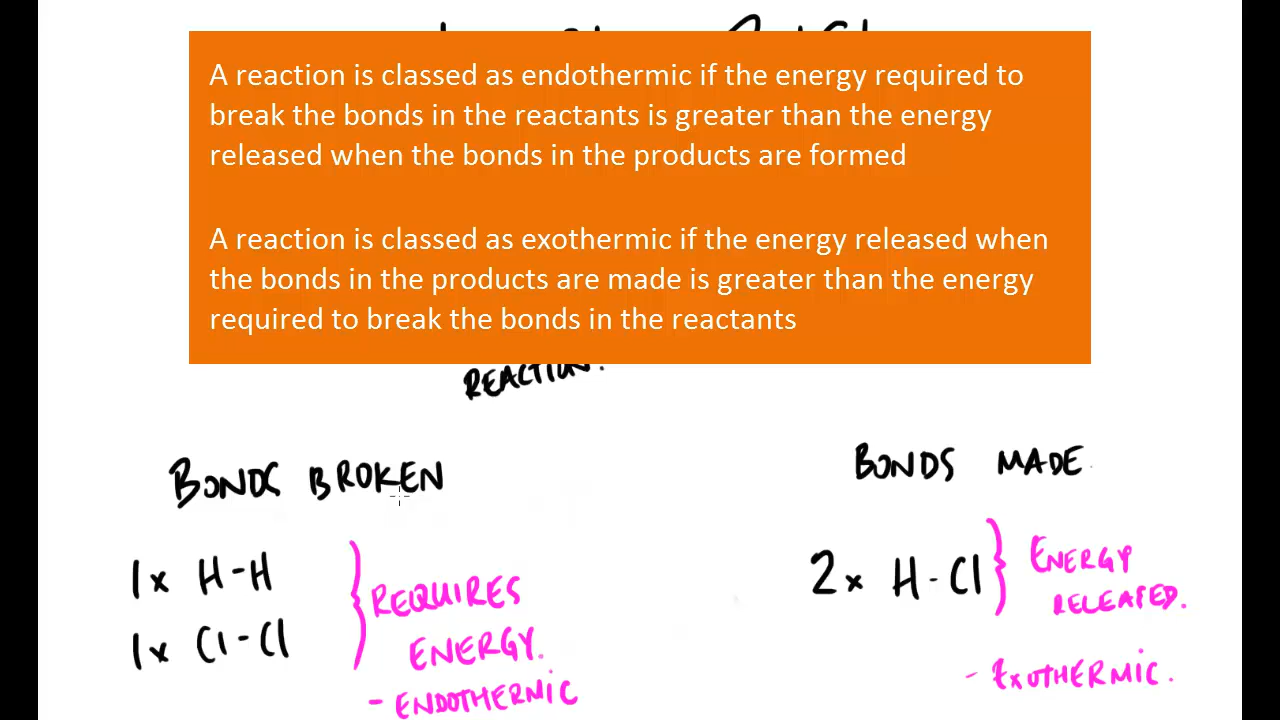 A reaction is classed as endothermic if the energy required to
break the bonds in the reactants is greater than the energy
released when the bonds in the products are formed
A reaction is classed as exothermic if the energy released when
the bonds in the products are made is greater than the energy
required to break the bonds in the reactants
REACTION.
BONDS BROKEN
1x H-H
1x Cl-Cl
REQUIRES
ENERGY.
- ENDOTHERMIC
BONDS MADE
2x H-Cl
ENERGY
RELEASED.
- EXOTHERMIC.